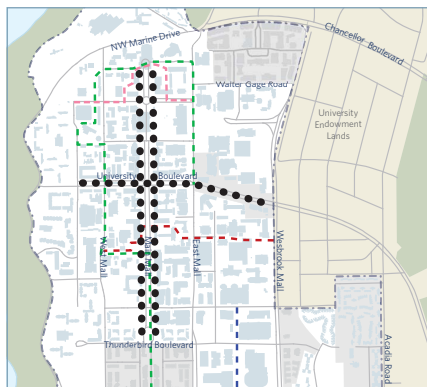 NW Marine Drive
Chancellor Boulevard
Walter Gage Road
University
Endowment
Lands
University Boulevard
West Mall
Main Mall
East Mall
Wesbrook Mall
Thunderbird Boulevard
Acadia Road